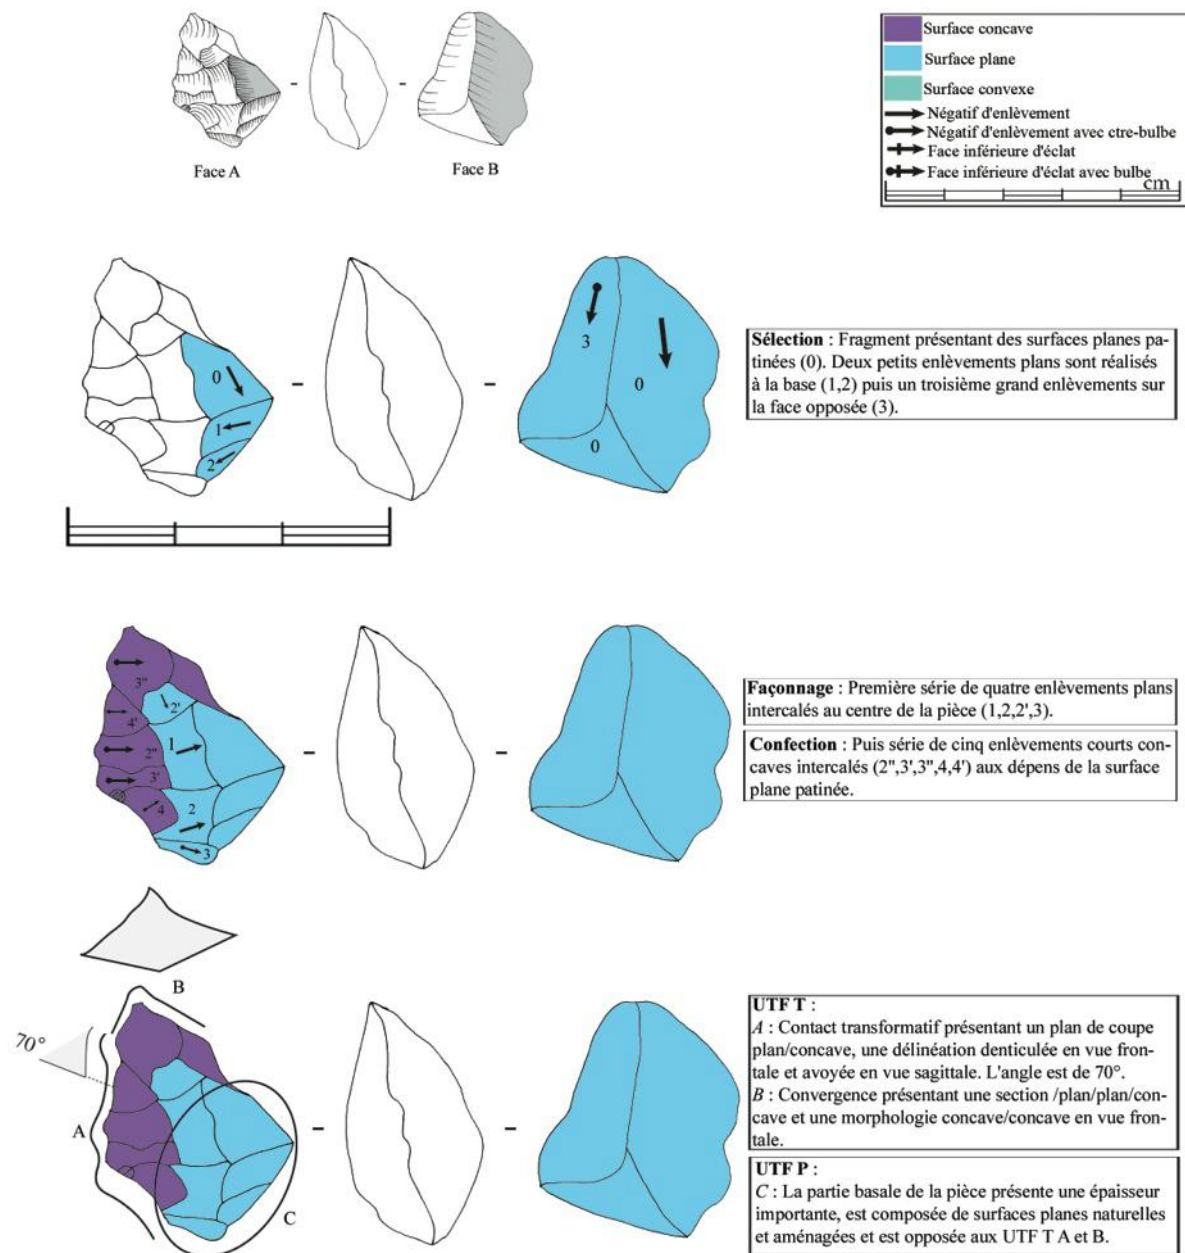 Face A
Face B
Surface concave
Surface plane
Surface convexe
Négatif d'enlèvement
Négatif d'enlèvement avec ctre-bulbe
Face inférieure d'éclat
Face inférieure d'éclat avec bulbe
cm
0
1
2
3
0
0
Sélection : Fragment présentant des surfaces planes pa-
tinées (0). Deux petits enlèvements plans sont réalisés
à la base (1,2) puis un troisième grand enlèvements sur
la face opposée (3).
3"
2'
4'
1
2"
3'
4
2
3
Façonnage : Première série de quatre enlèvements plans
intercalés au centre de la pièce (1,2,2',3).
Confection : Puis série de cinq enlèvements courts con-
caves intercalés (2",3',3",4,4') aux dépens de la surface
plane patinée.
B
70°
A
C
UTF T :
A : Contact transformatif présentant un plan de coupe
plan/concave, une délinéation denticulée en vue fron-
tale et avoyée en vue sagittale. L'angle est de 70°.
B : Convergence présentant une section /plan/plan/con-
cave et une morphologie concave/concave en vue fron-
tale.
UTF P :
C : La partie basale de la pièce présente une épaisseur
importante, est composée de surfaces planes naturelles
et aménagées et est opposée aux UTF T A et B.